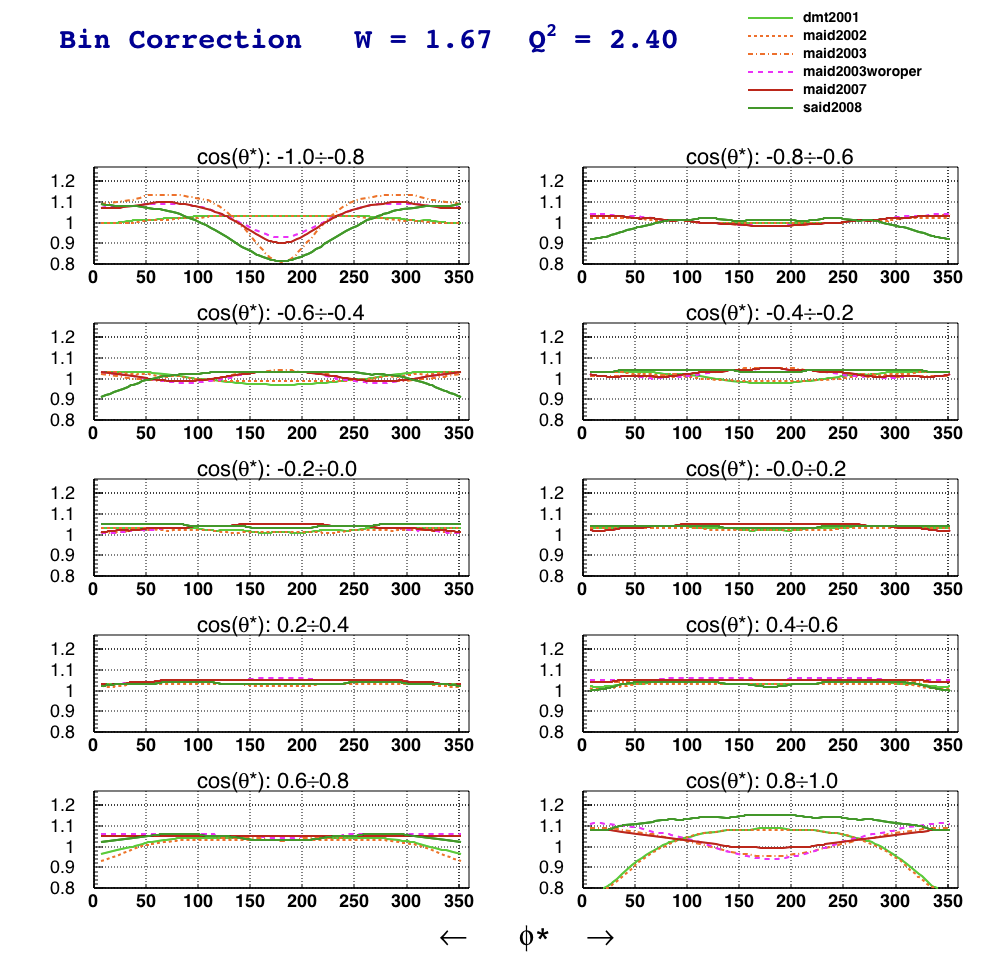 Bin Correction W = 1.67 Q² = 2.40
dmt2001
maid2002
maid2003
maid2003woroper
maid2007
said2008
cos(θ*): -1.0÷-0.8
1.2
1.1
1
0.9
0.8
0 50 100 150 200 250 300 350
cos(θ*): -0.8÷-0.6
1.2
1.1
1
0.9
0.8
0 50 100 150 200 250 300 350
cos(θ*): -0.6÷-0.4
1.2
1.1
1
0.9
0.8
0 50 100 150 200 250 300 350
cos(θ*): -0.4÷-0.2
1.2
1.1
1
0.9
0.8
0 50 100 150 200 250 300 350
cos(θ*): -0.2÷0.0
1.2
1.1
1
0.9
0.8
0 50 100 150 200 250 300 350
cos(θ*): -0.0÷0.2
1.2
1.1
1
0.9
0.8
0 50 100 150 200 250 300 350
cos(θ*): 0.2÷0.4
1.2
1.1
1
0.9
0.8
0 50 100 150 200 250 300 350
cos(θ*): 0.4÷0.6
1.2
1.1
1
0.9
0.8
0 50 100 150 200 250 300 350
cos(θ*): 0.6÷0.8
1.2
1.1
1
0.9
0.8
0 50 100 150 200 250 300 350
cos(θ*): 0.8÷1.0
1.2
1.1
1
0.9
0.8
0 50 100 150 200 250 300 350
← ϕ* →